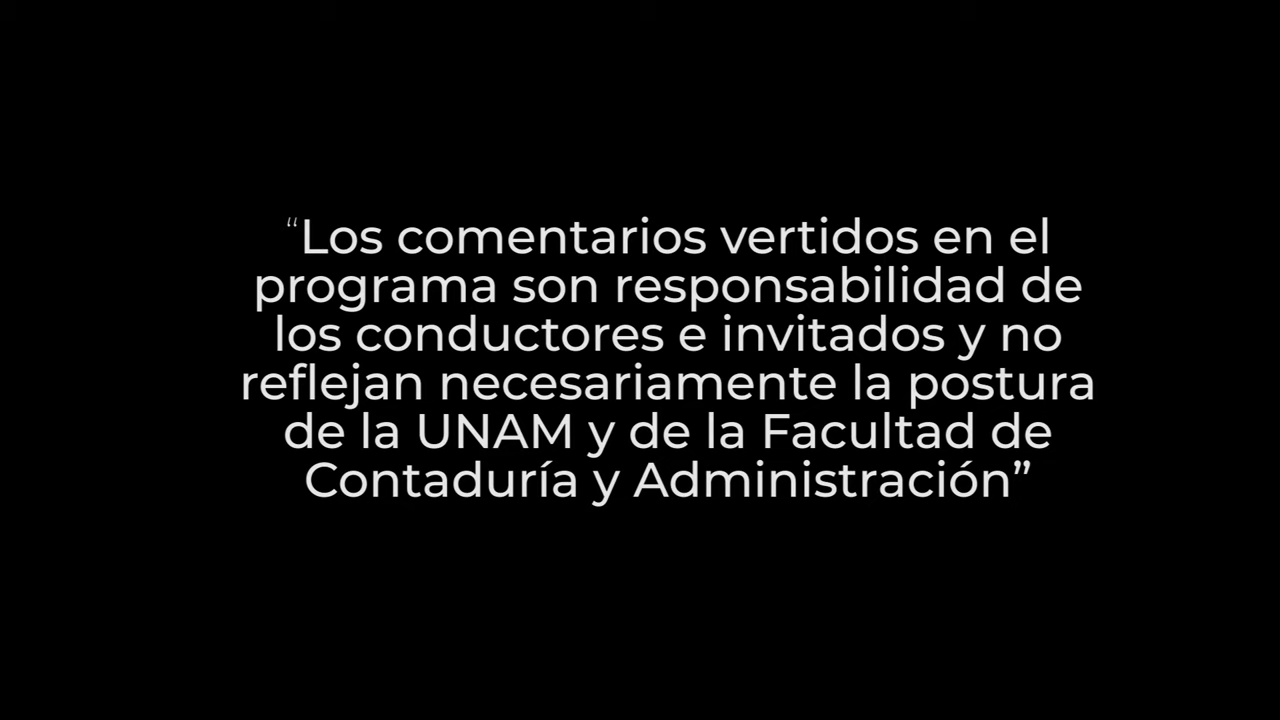 “Los comentarios vertidos en el
programa son responsabilidad de
los conductores e invitados y no
reflejan necesariamente la postura
de la UNAM y de la Facultad de
Contaduría y Administración”